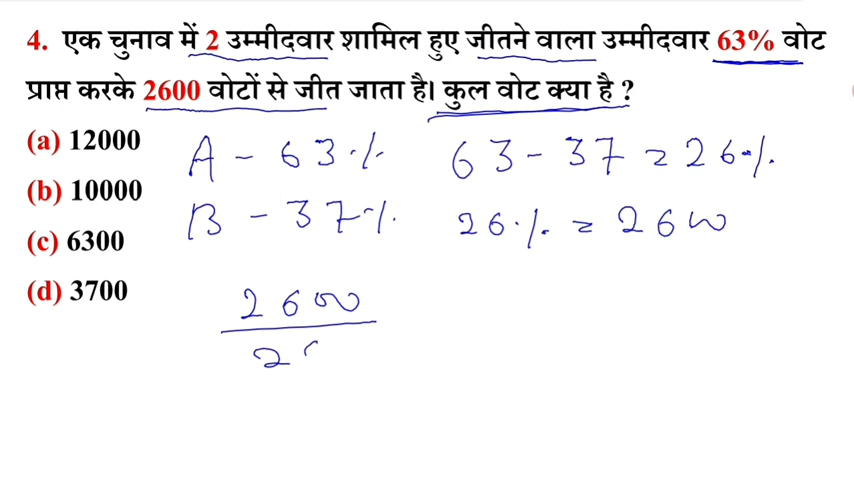 4. एक चुनाव में 2 उम्मीदवार शामिल हुए जीतने वाला उम्मीदवार 63% वोट
प्राप्त करके 2600 वोटों से जीत जाता है। कुल वोट क्या है ?
(a) 12000
(b) 10000
(c) 6300
(d) 3700
A - 63%
63 - 37 = 26%
B - 37%
26% = 2600
2600
2